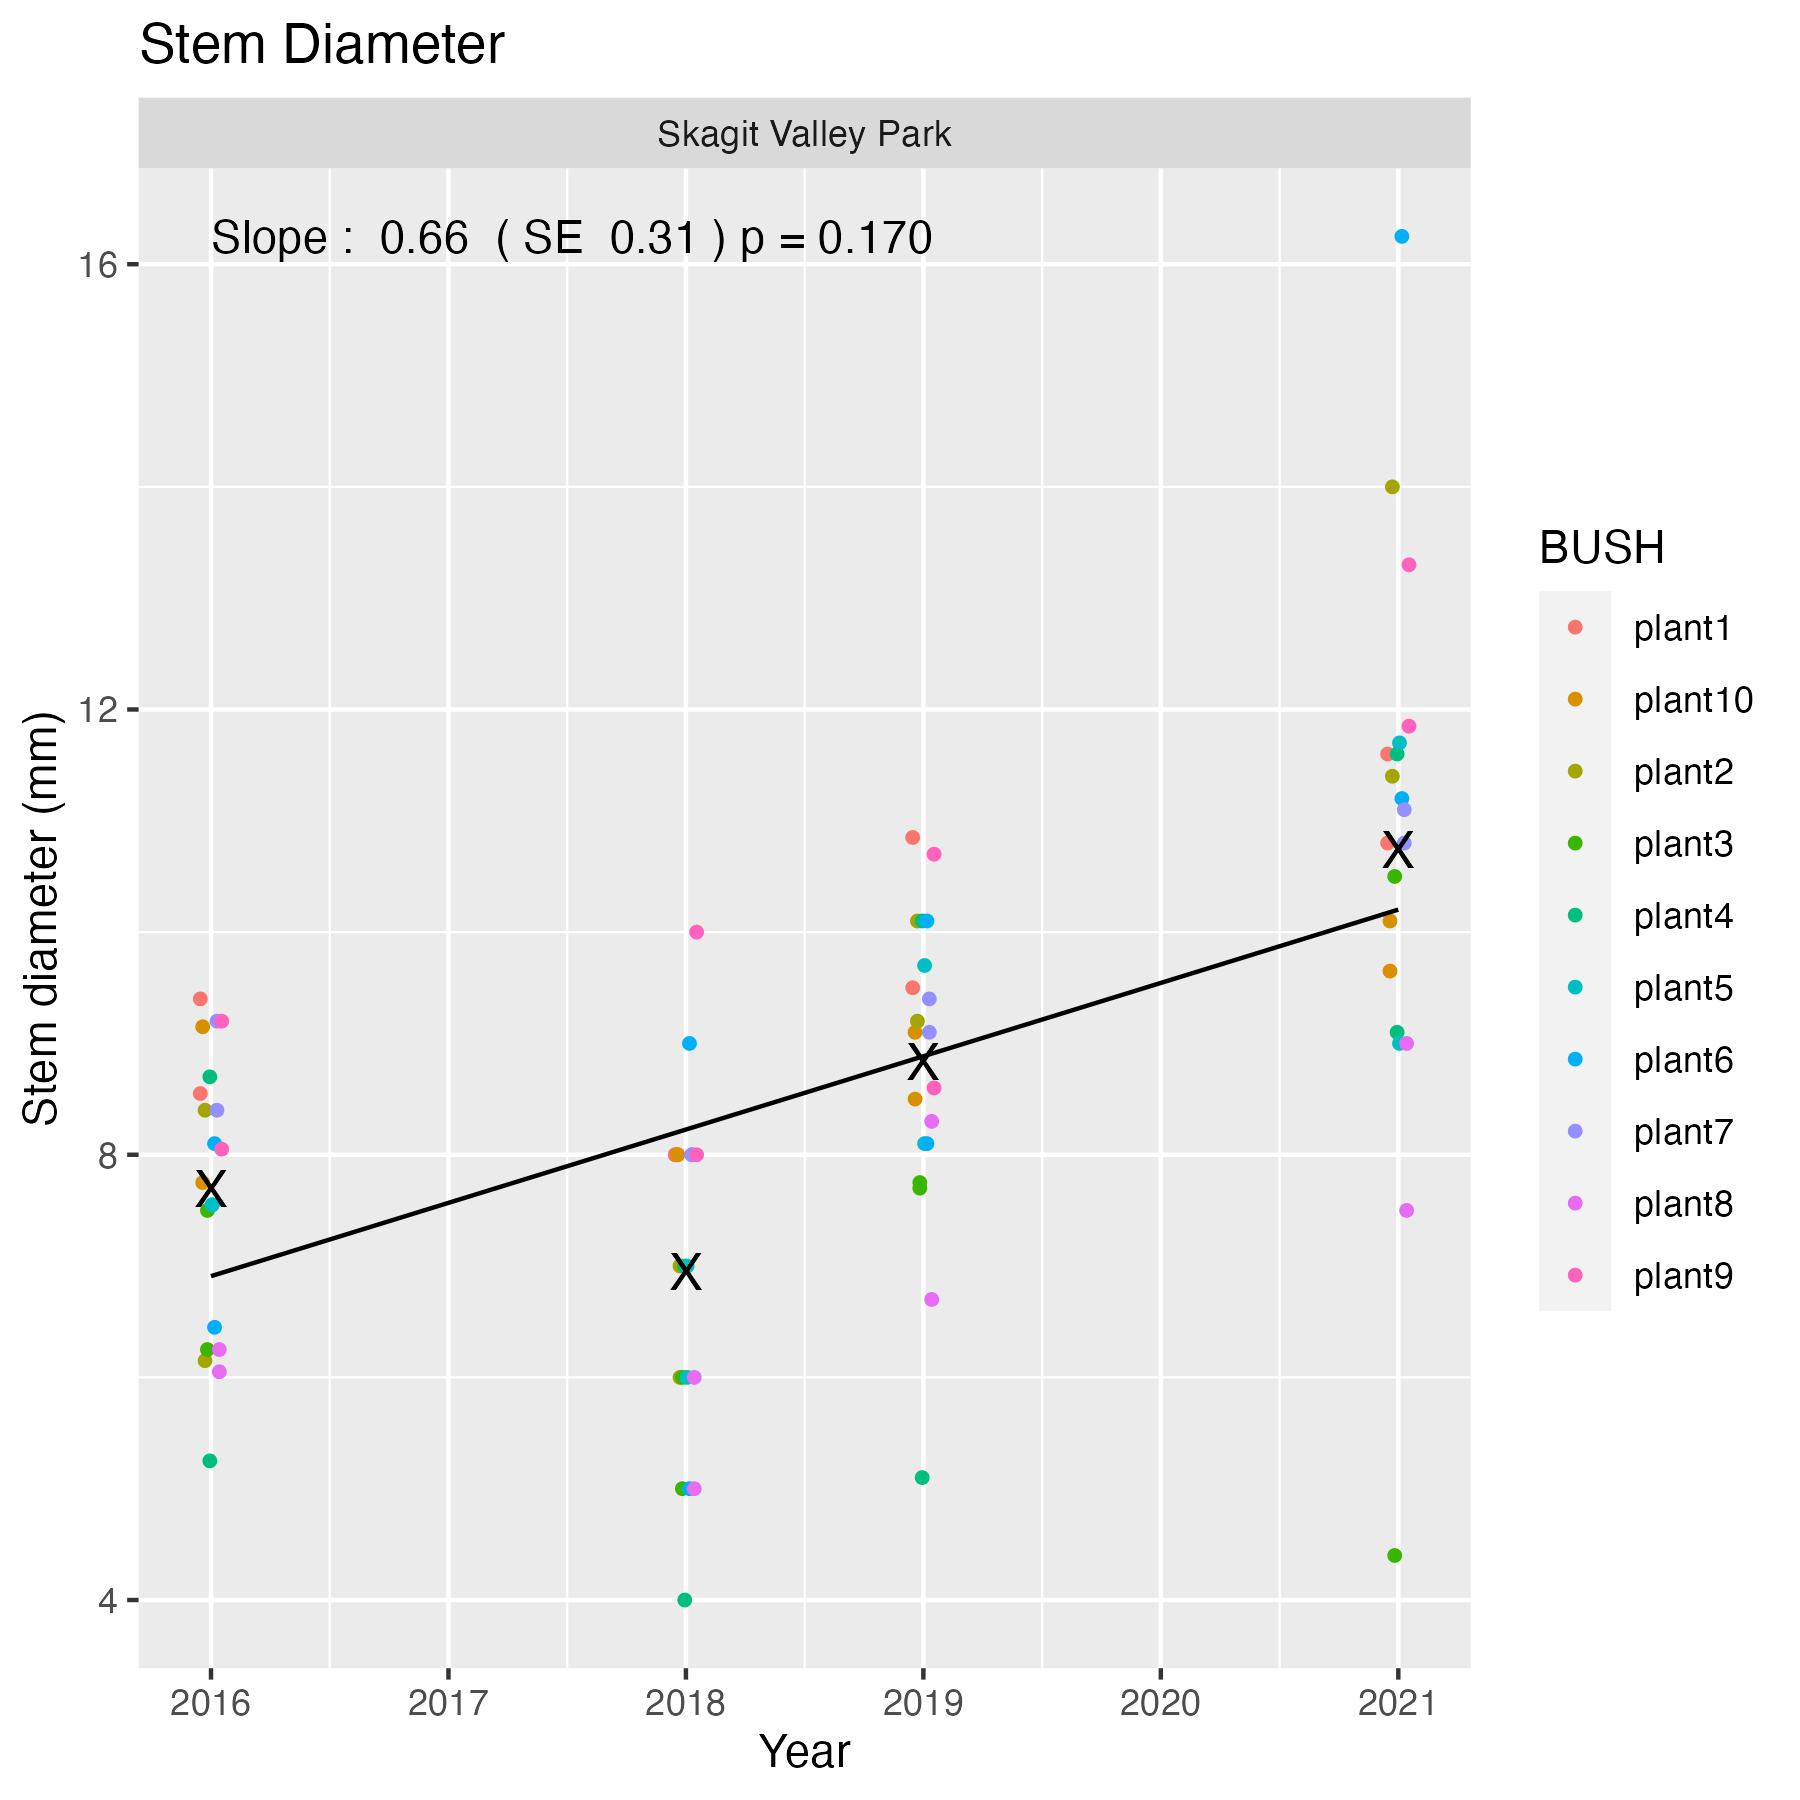 Stem Diameter
Skagit Valley Park
Slope :  0.66  ( SE  0.31 ) p = 0.170
16
12
8
4
Stem diameter (mm)
X
X
X
X
2016
2017
2018
2019
2020
2021
Year
BUSH
plant1
plant10
plant2
plant3
plant4
plant5
plant6
plant7
plant8
plant9